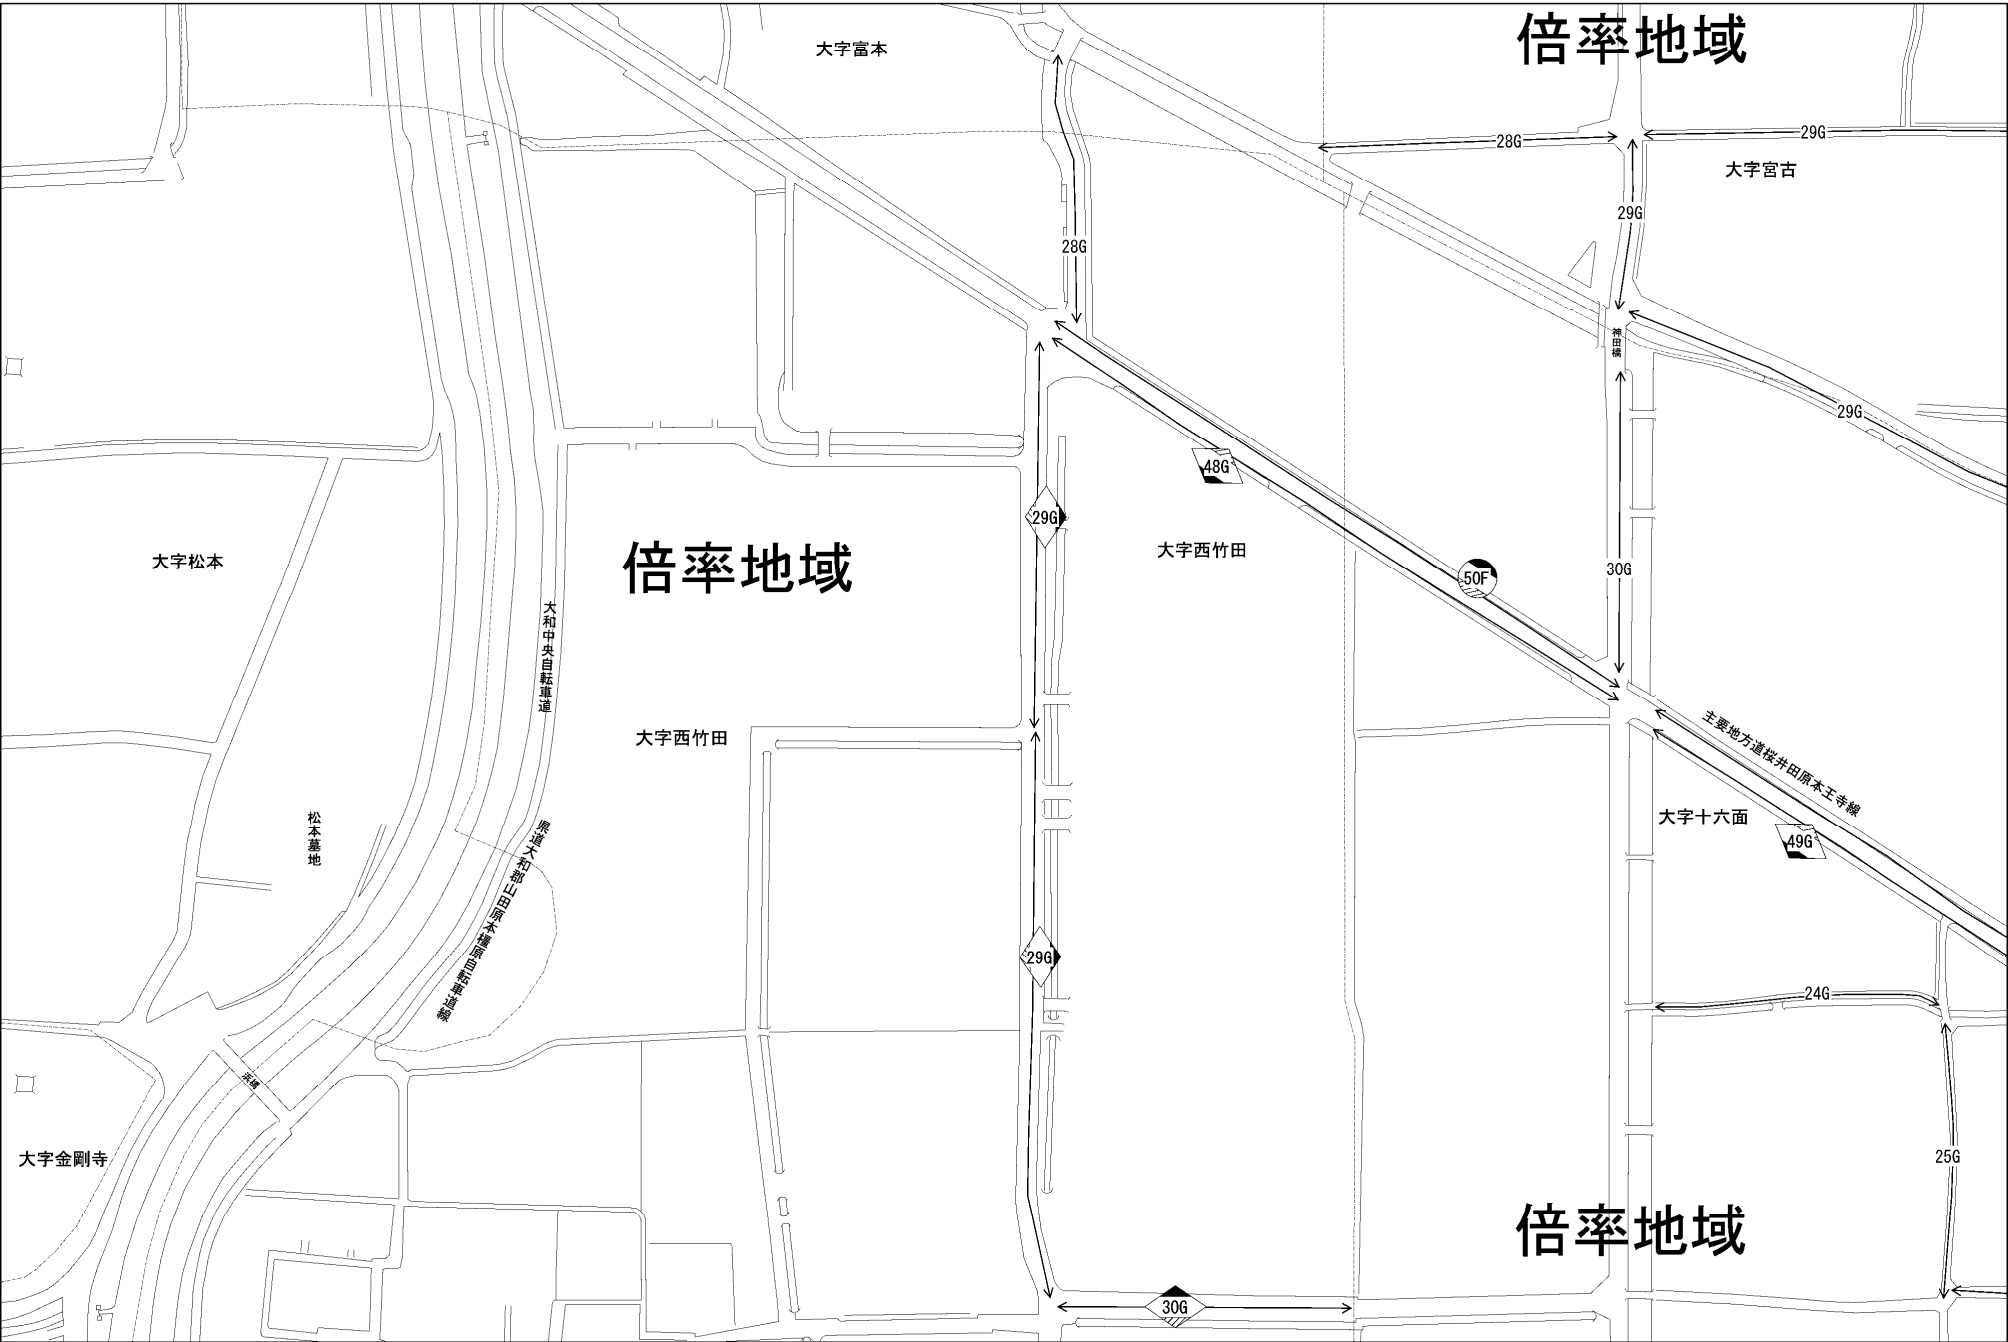 倍率地域
大字富本
28G
29G
大字宮古
29G
28G
神田橋
29G
48G
29G
大字西竹田
倍率地域
大字松本
50F
30G
大和中央自転車道
大字西竹田
主要地方道桜井田原本王寺線
大字十六面
49G
松本墓地
県道大和郡山田原本橿原自転車道線
29G
24G
浜橋
大字金剛寺
25G
倍率地域
30G